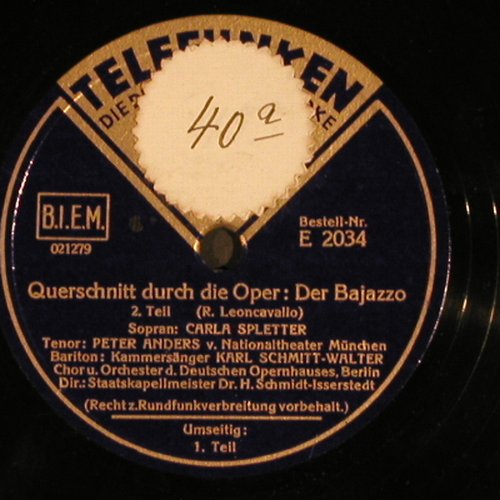 TELEFUNKEN
DIE
KE
40 a
B.I.E.M.
021279
Bestell-Nr.
E 2034
Querschnitt durch die Oper: Der Bajazzo
2. Teil (R. Leoncavallo)
Sopran: CARLA SPLETTER
Tenor: PETER ANDERS v. Nationaltheater München
Bariton: Kammersänger KARL SCHMITT-WALTER
Chor u. Orchester d. Deutschen Opernhauses, Berlin
Dir.: Staatskapellmeister Dr. H. Schmidt-Isserstedt
(Recht z. Rundfunkverbreitung vorbehalt.)
Umseitig:
1. Teil